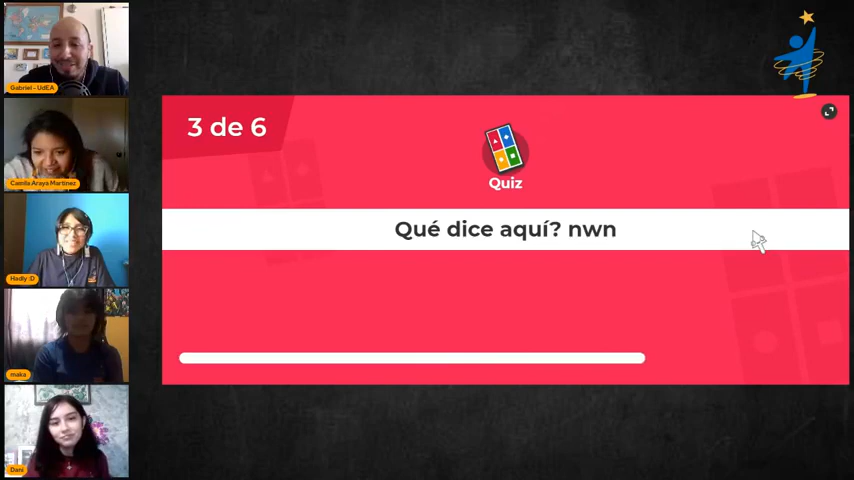 Gabriel - UdEA
Camila Araya Martinez
Hadly :D
maka
Dani
3 de 6
Quiz
Qué dice aquí? nwn